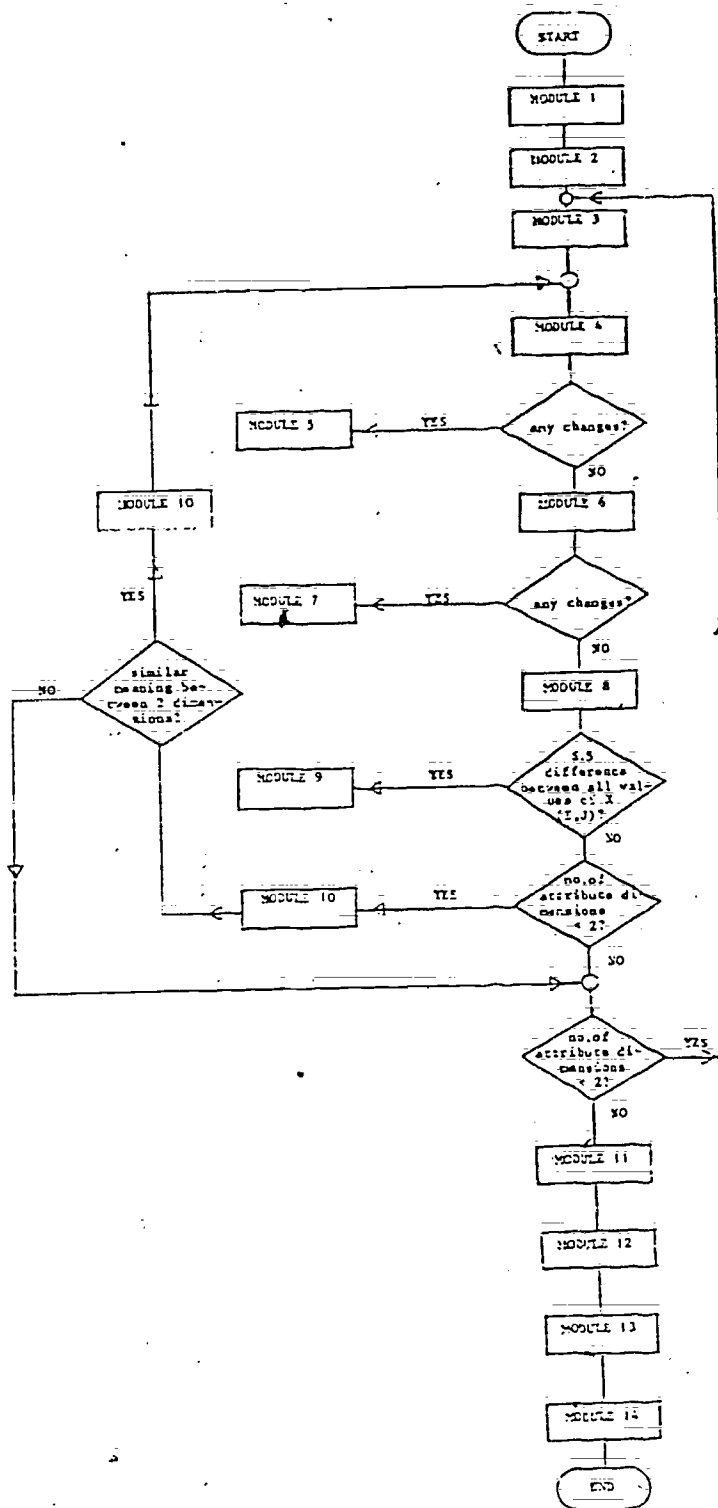 START
MODULE 1
MODULE 2
MODULE 3
MODULE 4
any changes?
YES
MODULE 5
NO
MODULE 6
MODULE 10
YES
any changes?
YES
MODULE 7
NO
similar
meaning be-
tween 2 dimen-
sions?
NO
MODULE 8
difference
between all val-
ues of X
(I,J)?
YES
MODULE 9
NO
no.of
attribute di-
mensions
< 2?
YES
MODULE 10
NO
no.of
attribute di-
mensions
< 2?
YES
NO
MODULE 11
MODULE 12
MODULE 13
MODULE 14
END